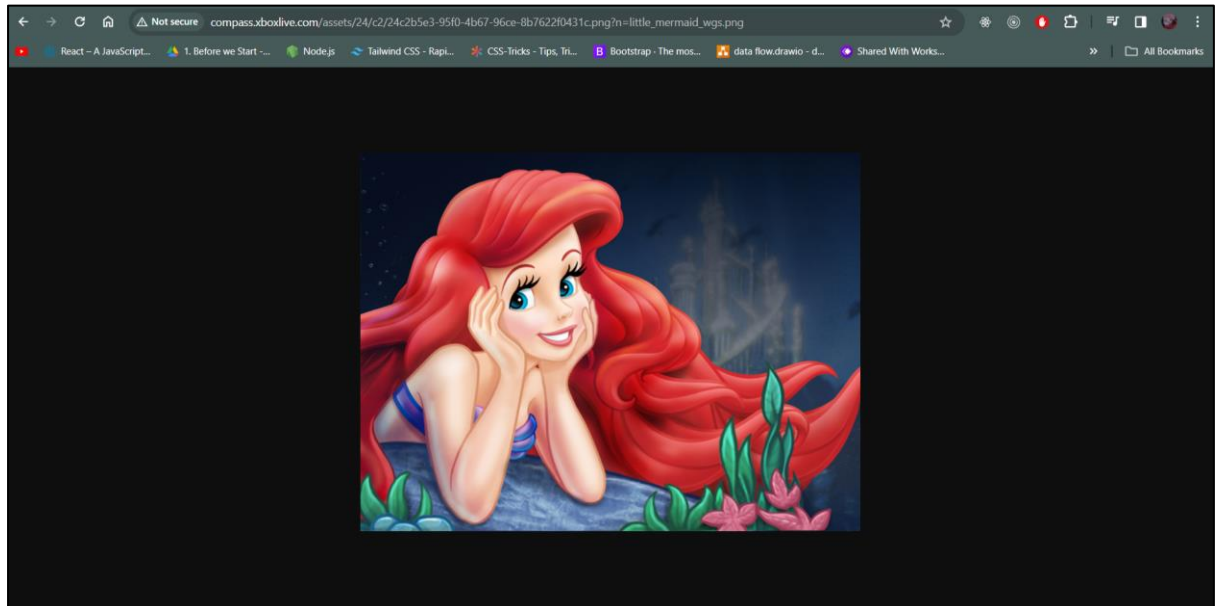 Not secure compass.xboxlive.com/assets/24/c2/24c2b5e3-95f0-4b67-96ce-8b7622f0431c.png?n=little_mermaid_wgs.png
React – A JavaScript... 1. Before we Start -... Node.js Tailwind CSS - Rapi... CSS-Tricks - Tips, Tri... B Bootstrap · The mos... data flow.drawio - d... Shared With Works... » All Bookmarks